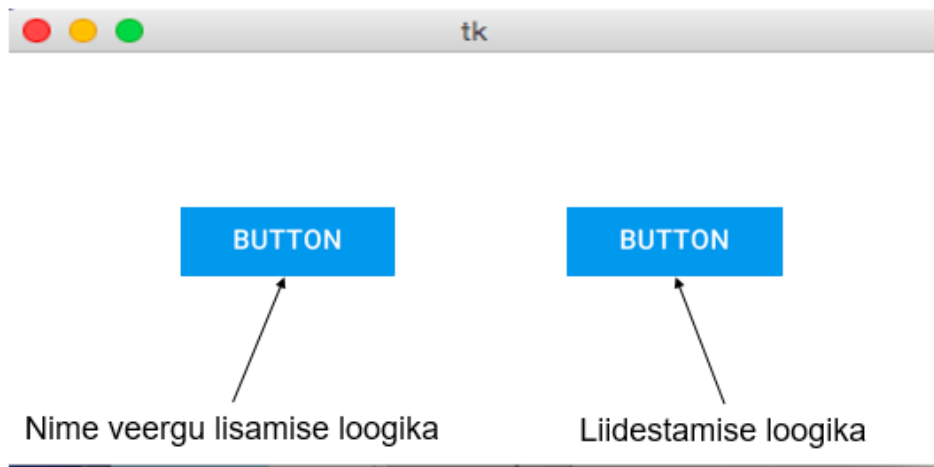 tk
BUTTON BUTTON
Nime veergu lisamise loogika
Liidestamise loogika